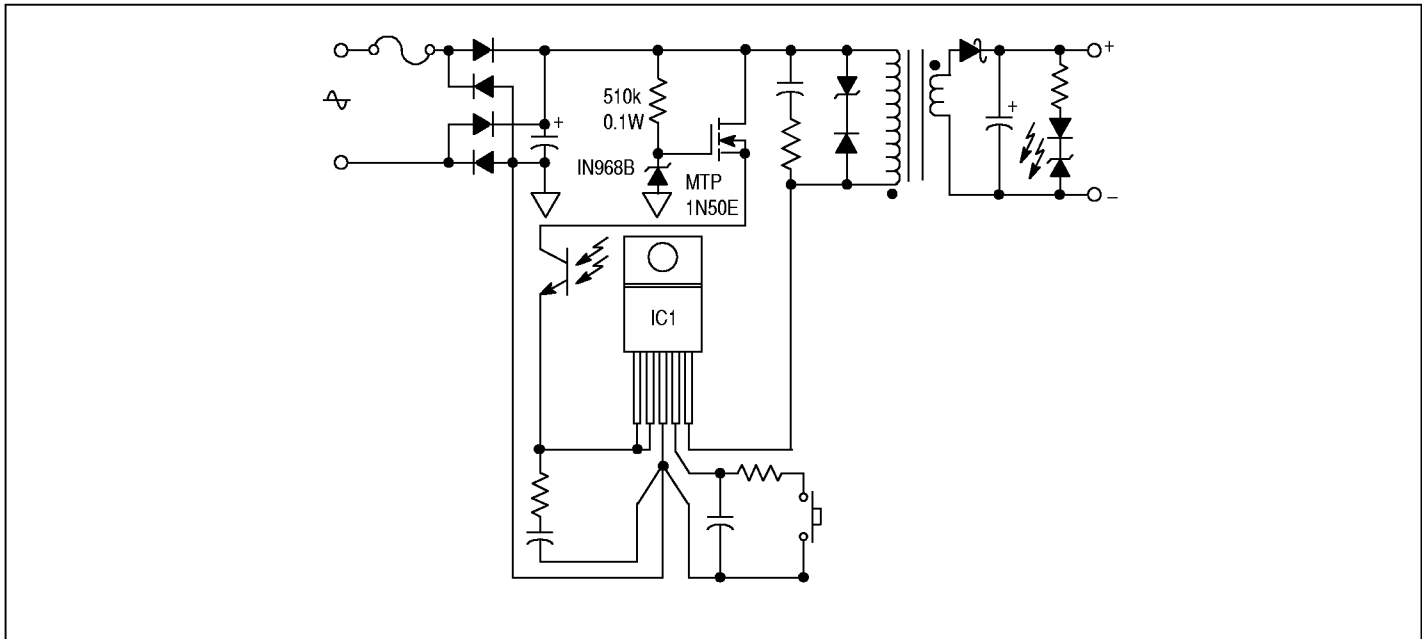 510k
0.1W
IN968B
MTP
1N50E
IC1
+
+
+
–